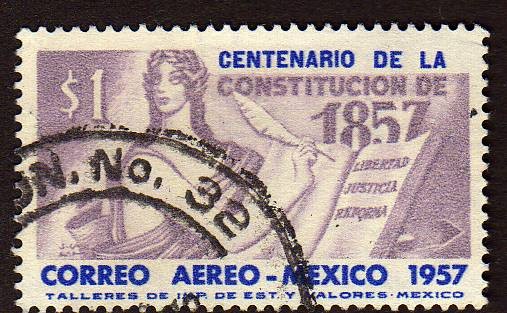 CENTENARIO DE LA
$1
CONSTITUCION DE
1857
LIBERTAD
JUSTICIA
REFORMA
ON. No. 32
CORREO AEREO-MEXICO 1957
TALLERES DE IMP. DE EST. Y VALORES-MEXICO